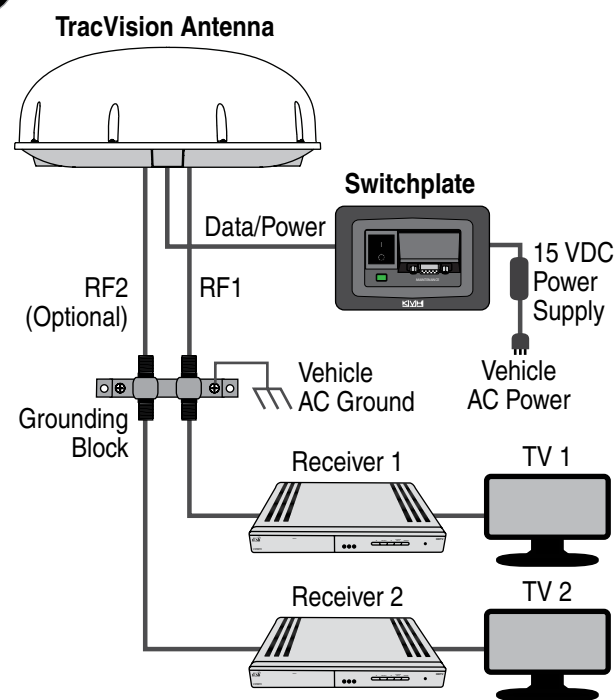 TracVision Antenna
Switchplate
Data/Power
15 VDC
Power
Supply
RF2
(Optional)
RF1
MAINTENANCE
KVH
Vehicle
AC Power
Vehicle
AC Ground
Grounding
Block
Receiver 1
TV 1
Receiver 2
TV 2